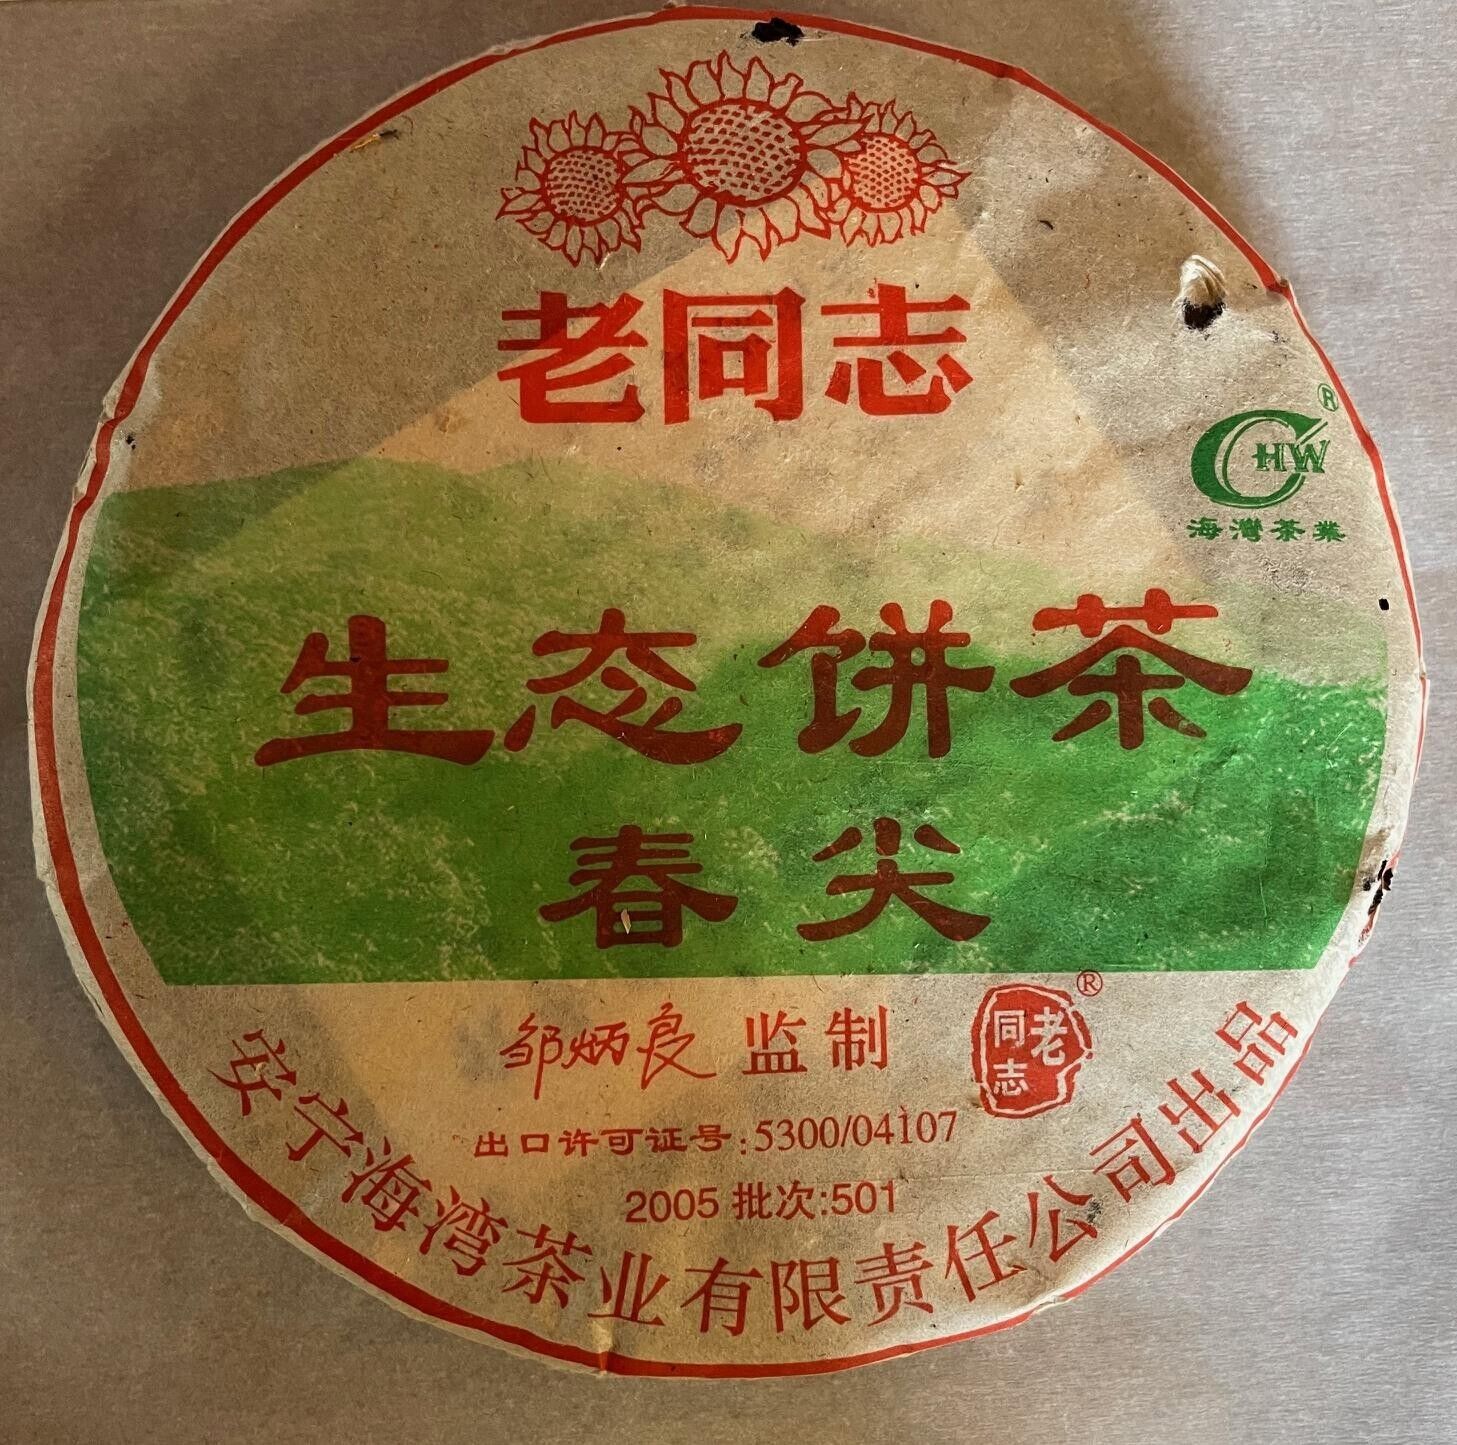 老同志
®
CHW
海灣茶業
生态饼茶
春尖
邹炳良 监制
老同志
®
出口许可证号:5300/04107
2005 批次:501
安宁海湾茶业有限责任公司出品